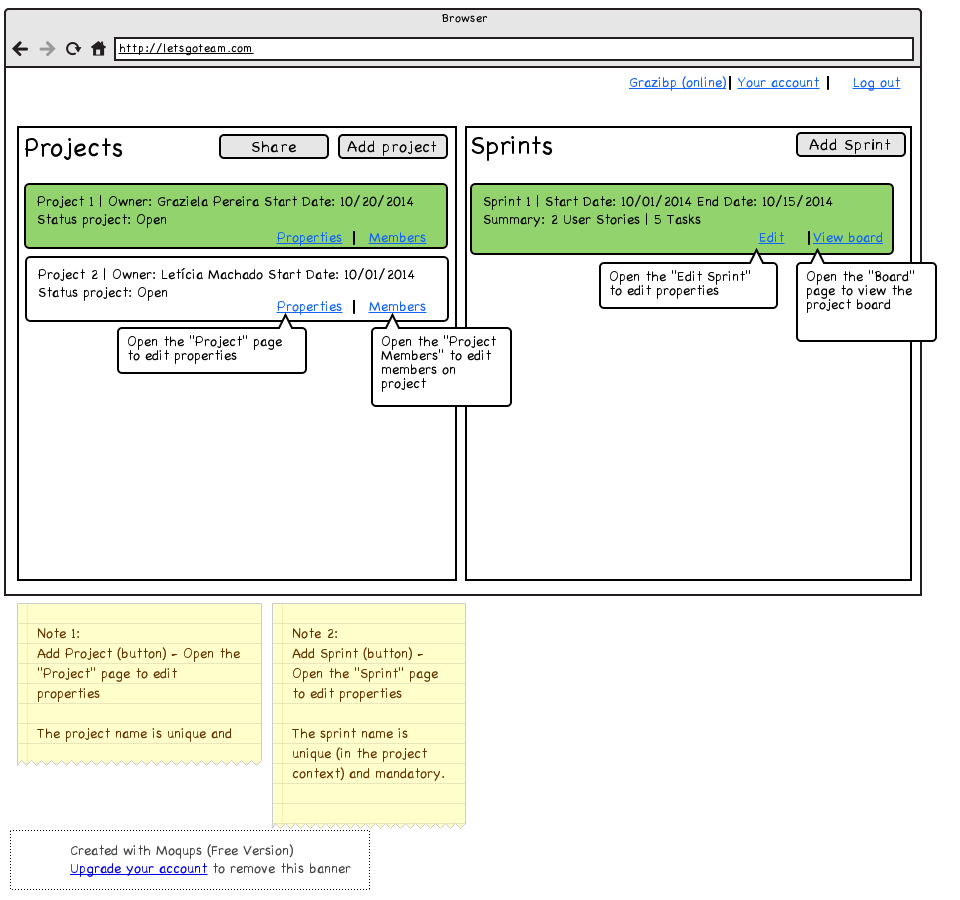 Browser
http://letsgoteam.com
Grazibp (online) | Your account | Log out
Projects
Share
Add project
Project 1 | Owner: Graziela Pereira Start Date: 10/20/2014
Status project: Open
Properties | Members
Project 2 | Owner: Letícia Machado Start Date: 10/01/2014
Status project: Open
Properties | Members
Open the "Project" page
to edit properties
Open the "Project
Members" to edit
members on
project
Sprints
Add Sprint
Sprint 1 | Start Date: 10/01/2014 End Date: 10/15/2014
Summary: 2 User Stories | 5 Tasks
Edit | View board
Open the "Edit Sprint"
to edit properties
Open the "Board"
page to view the
project board
Note 1:
Add Project (button) - Open the
"Project" page to edit
properties
The project name is unique and
Note 2:
Add Sprint (button) -
Open the "Sprint" page
to edit properties
The sprint name is
unique (in the project
context) and mandatory.
Created with Moqups (Free Version)
Upgrade your account to remove this banner